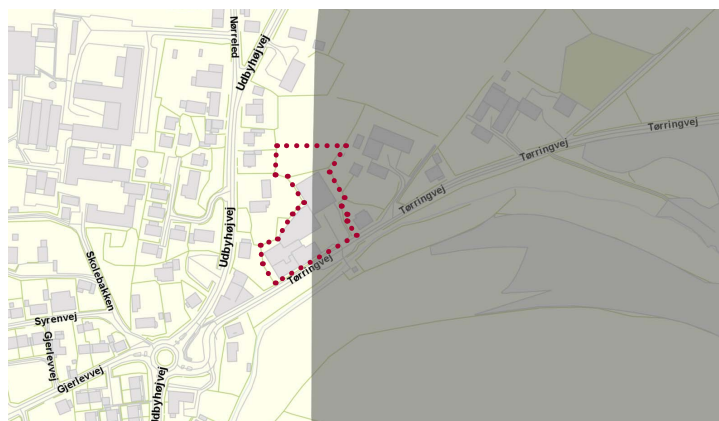 Nørreled
Udbyhøjvej
Tørringvej
Tørringvej
Tørringvej
Udbyhøjvej
Tørringvej
Skolebakken
Syrenvej
Gjerlevvej
Gjerlevvej
Udbyhøjvej